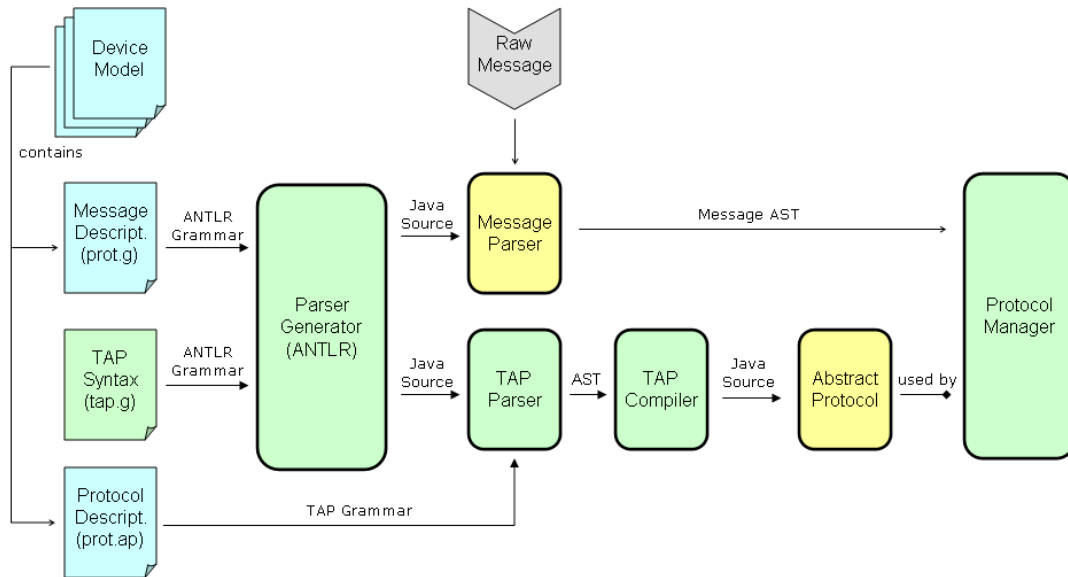 Device
Model
Raw
Message
contains
Message
Descript.
(prot.g)
ANTLR
Grammar
Java
Source
Message
Parser
Message AST
Parser
Generator
(ANTLR)
Protocol
Manager
TAP
Syntax
(tap.g)
ANTLR
Grammar
Java
Source
TAP
Parser
AST
TAP
Compiler
Java
Source
Abstract
Protocol
used by
Protocol
Descript.
(prot.ap)
TAP Grammar